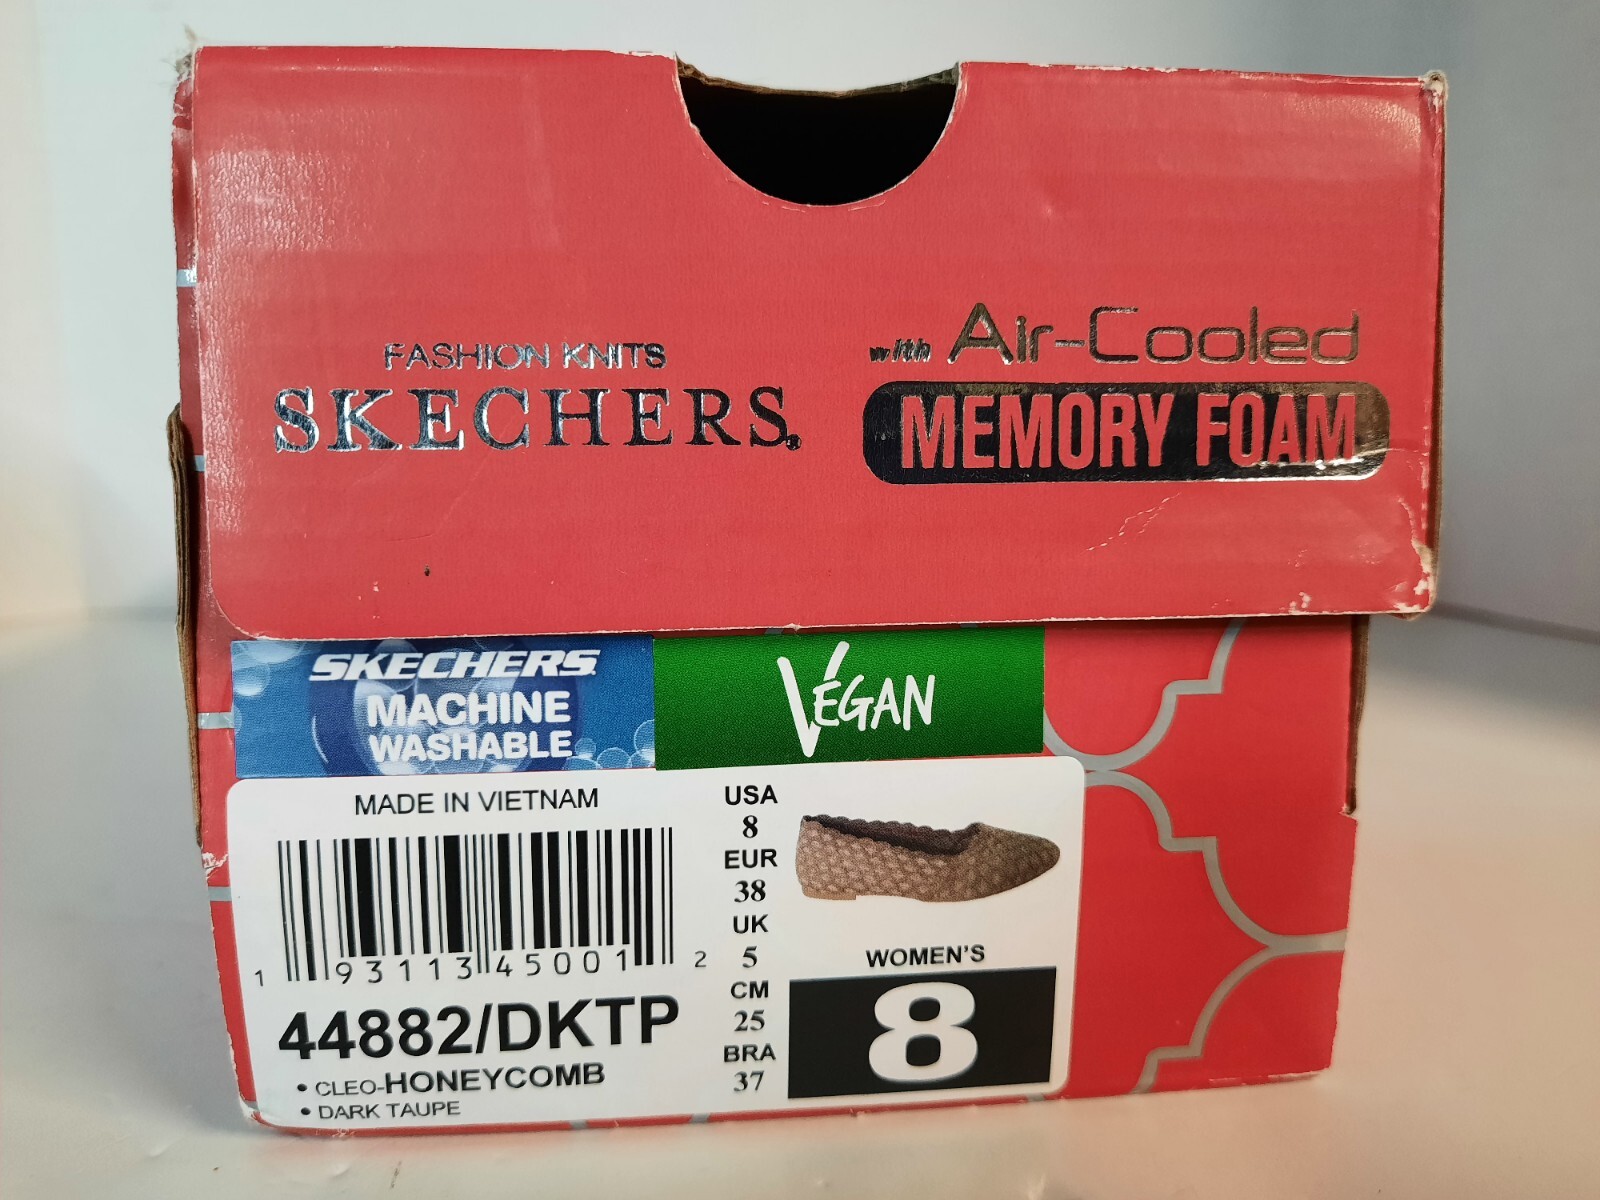 FASHION KNITS
SKECHERS
with Air-Cooled
MEMORY FOAM
SKECHERS
MACHINE
WASHABLE
VEGAN
MADE IN VIETNAM
1 93113 45001 2
44882/DKTP
• CLEO-HONEYCOMB
• DARK TAUPE
USA
8
EUR
38
UK
5
CM
25
BRA
37
WOMEN'S
8